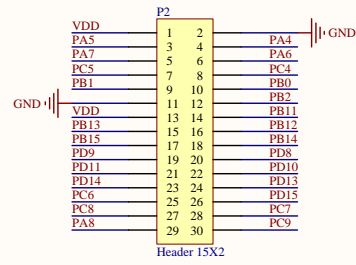 P2
VDD 1 2 GND
PA5 3 4 PA4
PA7 5 6 PA6
PC5 7 8 PC4
PB1 9 10 PB0
GND 11 12 PB2
VDD 13 14 PB11
PB13 15 16 PB12
PB15 17 18 PB14
PD9 19 20 PD8
PD11 21 22 PD10
PD14 23 24 PD13
PC6 25 26 PD15
PC8 27 28 PC7
PA8 29 30 PC9
Header 15X2